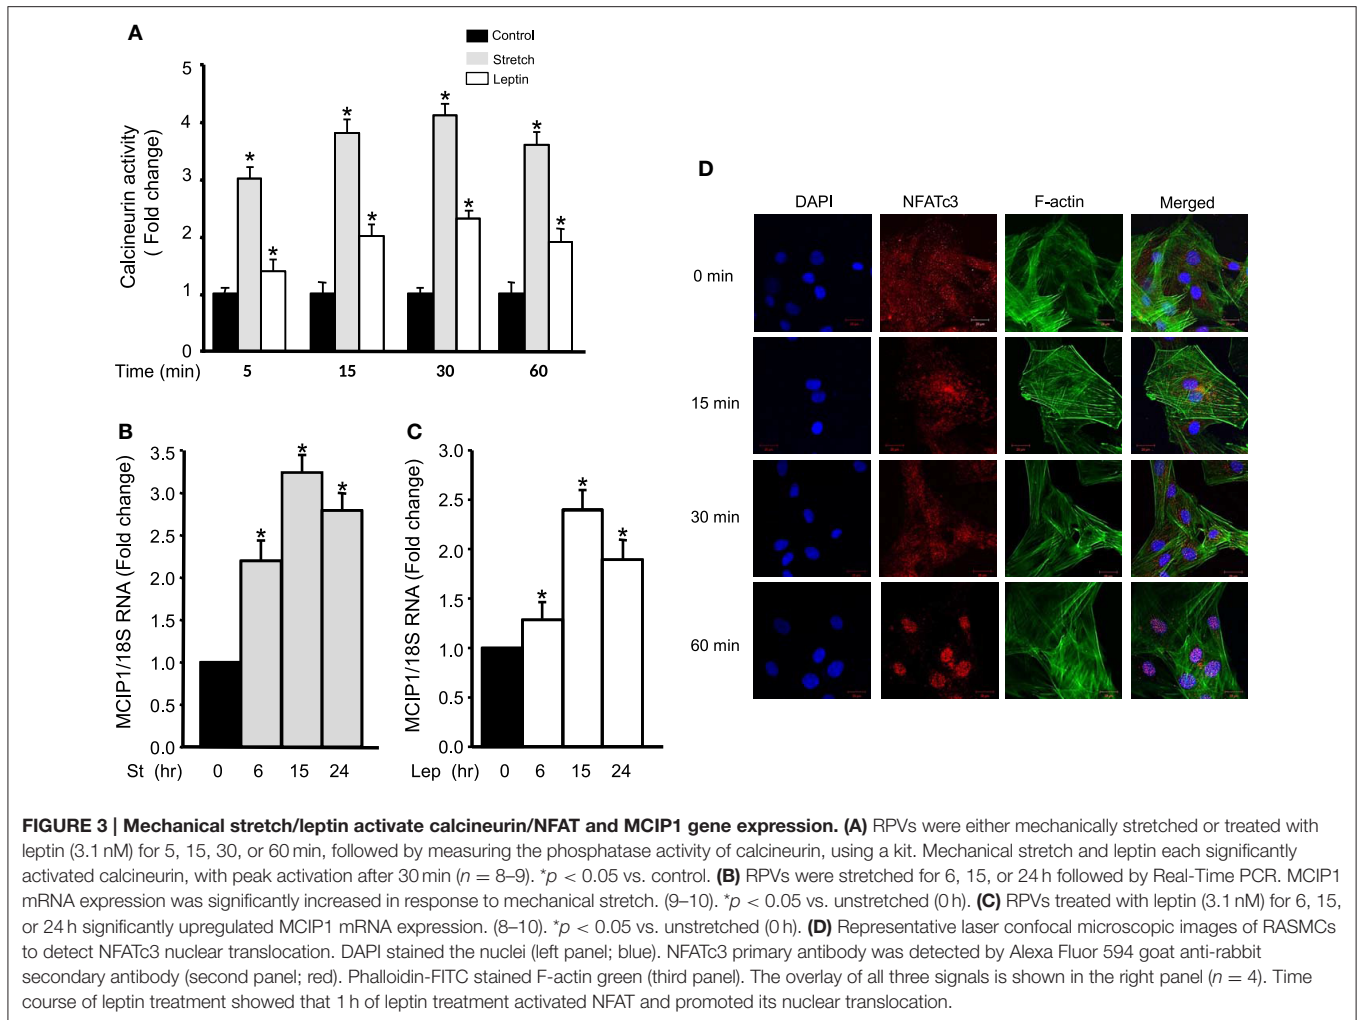 A
Control
Stretch
Leptin
Calcineurin activity
( Fold change)
5
4
3
2
1
0
* * * *
* * * *
Time (min) 5 15 30 60
B
MCIP1/18S RNA (Fold change)
3.5
3.0
2.5
2.0
1.5
1.0
0.5
0.0
* * *
St (hr) 0 6 15 24
C
MCIP1/18S RNA (Fold change)
3.0
2.5
2.0
1.5
1.0
0.5
0.0
* * *
Lep (hr) 0 6 15 24
D
DAPI NFATc3 F-actin Merged
0 min
15 min
30 min
60 min
FIGURE 3 | Mechanical stretch/leptin activate calcineurin/NFAT and MCIP1 gene expression. (A) RPVs were either mechanically stretched or treated with
leptin (3.1 nM) for 5, 15, 30, or 60 min, followed by measuring the phosphatase activity of calcineurin, using a kit. Mechanical stretch and leptin each significantly
activated calcineurin, with peak activation after 30 min (n = 8–9). *p < 0.05 vs. control. (B) RPVs were stretched for 6, 15, or 24 h followed by Real-Time PCR. MCIP1
mRNA expression was significantly increased in response to mechanical stretch. (9–10). *p < 0.05 vs. unstretched (0 h). (C) RPVs treated with leptin (3.1 nM) for 6, 15,
or 24 h significantly upregulated MCIP1 mRNA expression. (8–10). *p < 0.05 vs. unstretched (0 h). (D) Representative laser confocal microscopic images of RASMCs
to detect NFATc3 nuclear translocation. DAPI stained the nuclei (left panel; blue). NFATc3 primary antibody was detected by Alexa Fluor 594 goat anti-rabbit
secondary antibody (second panel; red). Phalloidin-FITC stained F-actin green (third panel). The overlay of all three signals is shown in the right panel (n = 4). Time
course of leptin treatment showed that 1 h of leptin treatment activated NFAT and promoted its nuclear translocation.